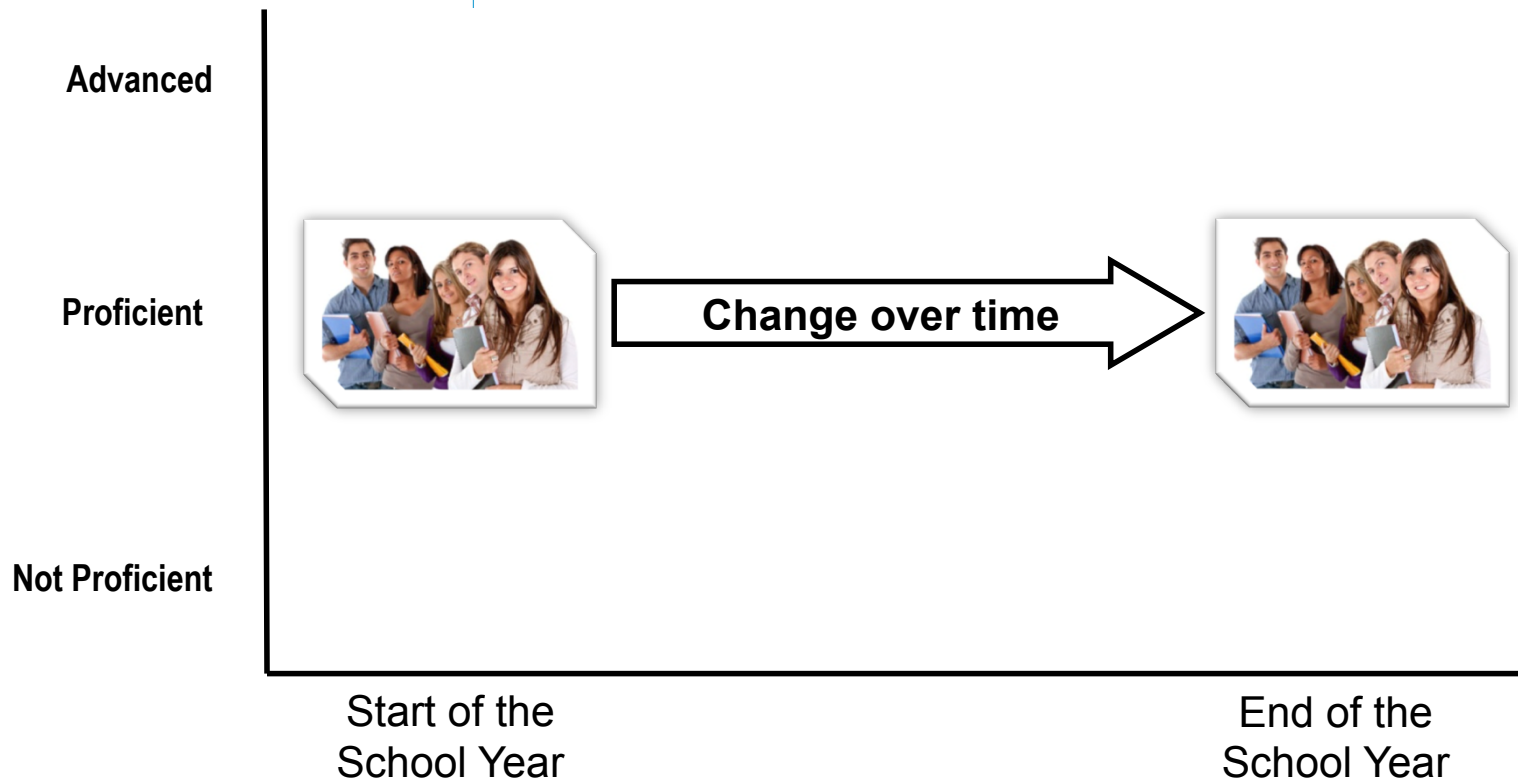 Advanced
Proficient
Change over time
Not Proficient
Start of the
School Year
End of the
School Year